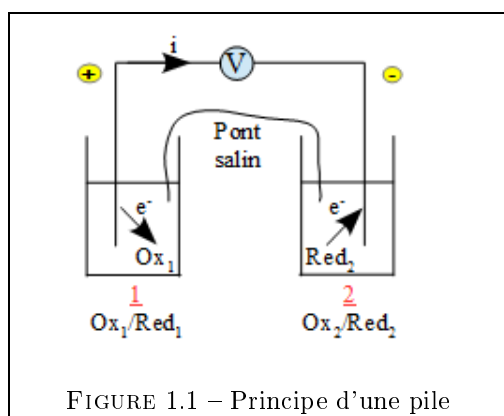 i
+ V -
Pont
salin
e⁻ e⁻
Ox₁ Red₂
1 2
Ox₁/Red₁ Ox₂/Red₂
FIGURE 1.1 – Principe d'une pile